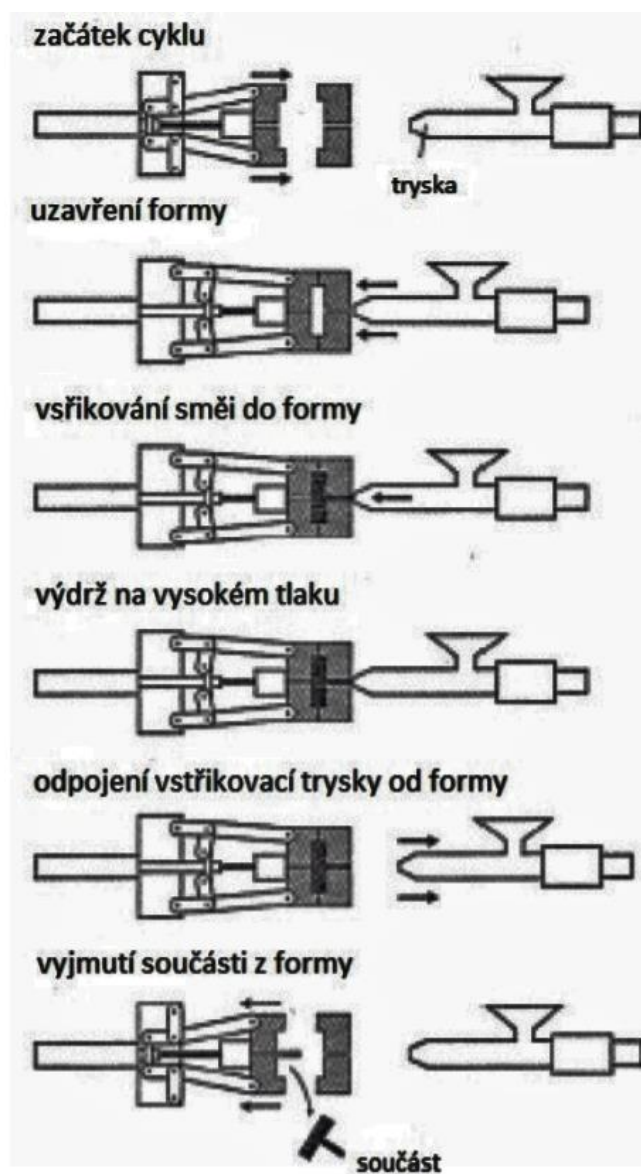 začátek cyklu
tryska
uzavření formy
vsřikování směi do formy
výdrž na vysokém tlaku
odpojení vstřikovací trysky od formy
vyjmutí součásti z formy
součást